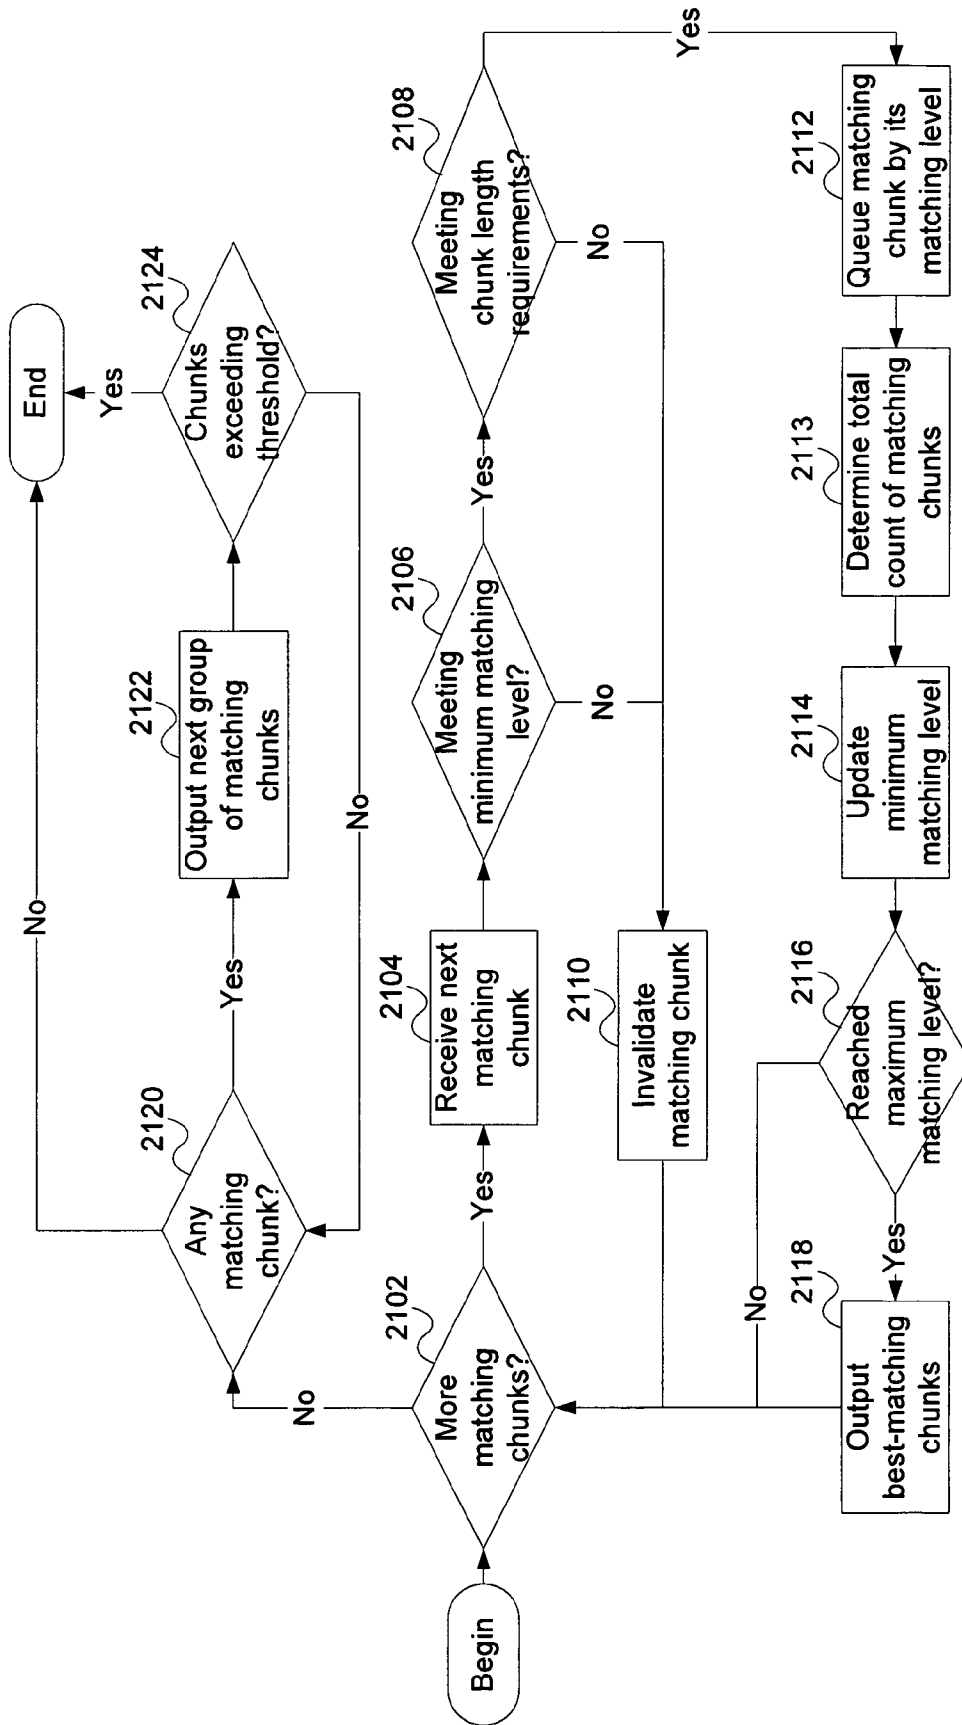 Begin
2102
More
matching
chunks?
No
Yes
2104
Receive next
matching
chunk
2106
Meeting
minimum matching
level?
Yes
No
2108
Meeting
chunk length
requirements?
Yes
No
2110
Invalidate
matching chunk
2112
Queue matching
chunk by its
matching level
2113
Determine total
count of matching
chunks
2114
Update
minimum
matching level
2116
Reached
maximum
matching level?
Yes
No
2118
Output
best-matching
chunks
2120
Any
matching
chunk?
No
Yes
2122
Output next group
of matching
chunks
2124
Chunks
exceeding
threshold?
Yes
No
End